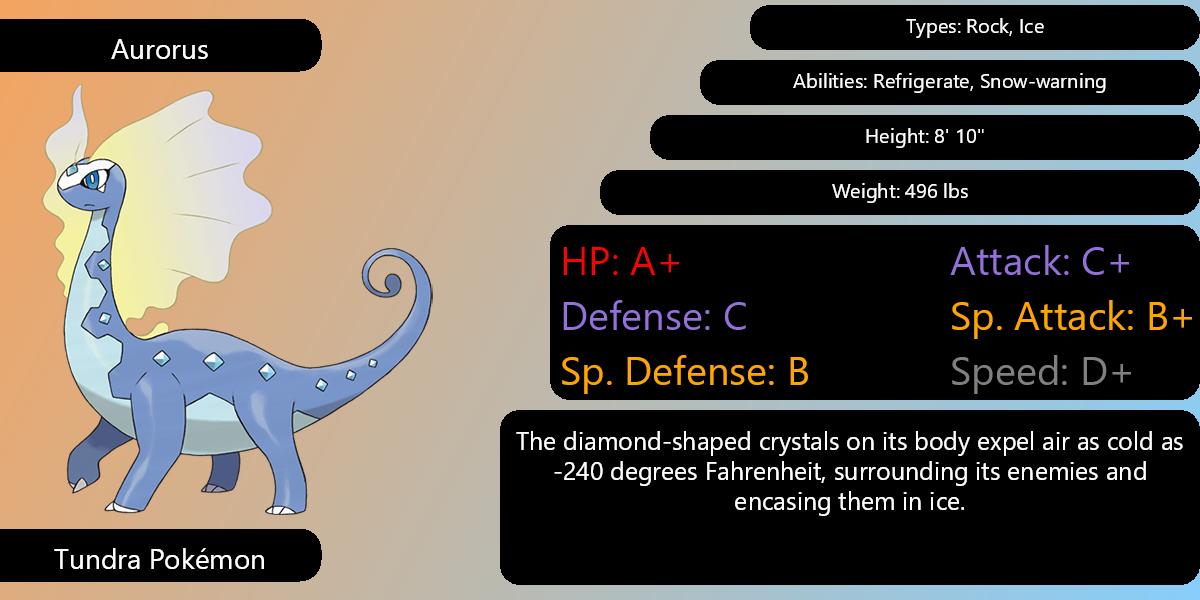 Aurorus
Tundra Pokémon
Types: Rock, Ice
Abilities: Refrigerate, Snow-warning
Height: 8' 10"
Weight: 496 lbs
HP: A+ Attack: C+
Defense: C Sp. Attack: B+
Sp. Defense: B Speed: D+
The diamond-shaped crystals on its body expel air as cold as
-240 degrees Fahrenheit, surrounding its enemies and
encasing them in ice.